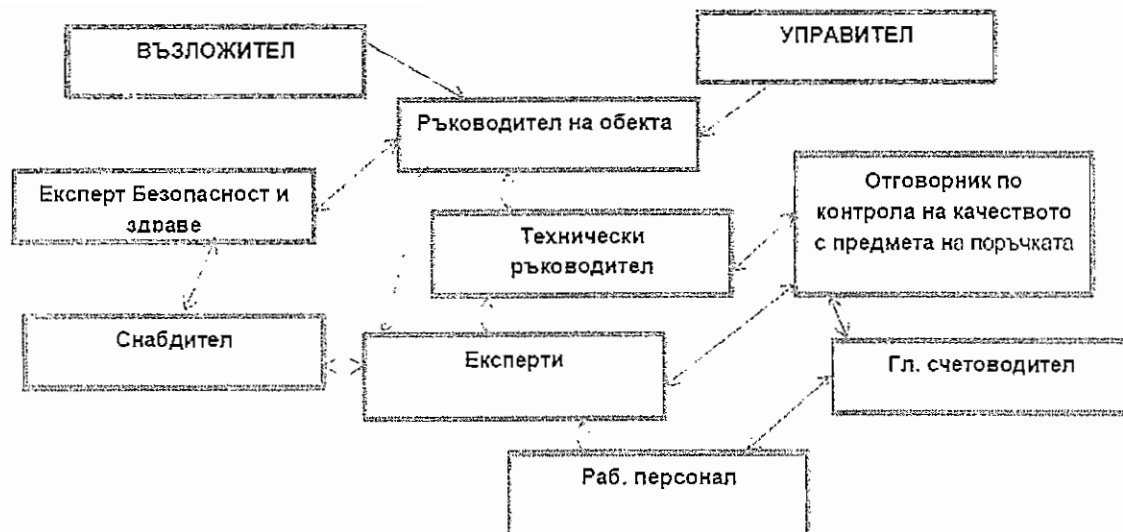 ВЪЗЛОЖИТЕЛ
УПРАВИТЕЛ
Ръководител на обекта
Експерт Безопасност и
здраве
Технически
ръководител
Отговорник по
контрола на качеството
с предмета на поръчката
Снабдител
Експерти
Гл. счетоводител
Раб. персонал